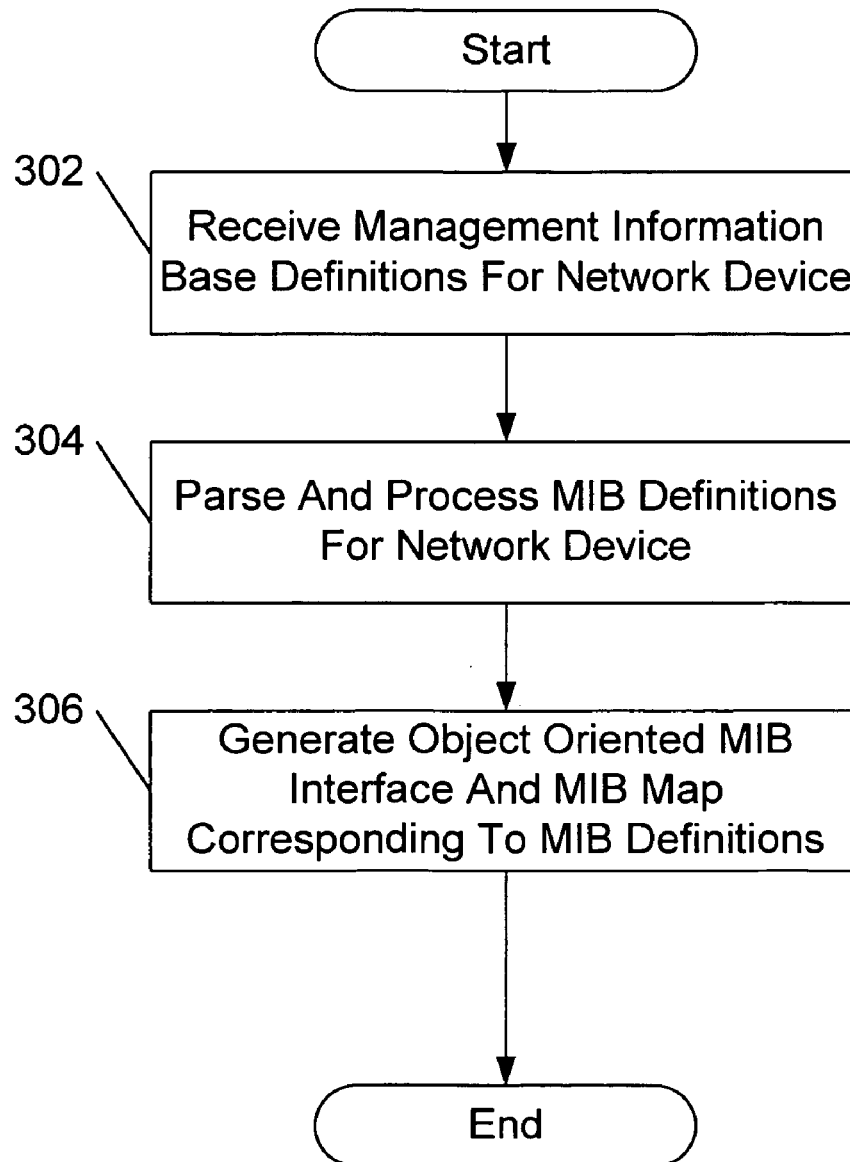 Start
302
Receive Management Information
Base Definitions For Network Device
304
Parse And Process MIB Definitions
For Network Device
306
Generate Object Oriented MIB
Interface And MIB Map
Corresponding To MIB Definitions
End